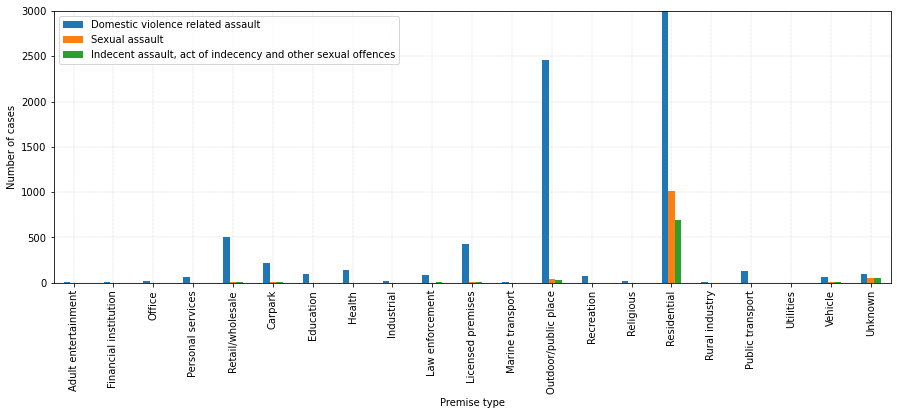 3000
2500
2000
1500
1000
500
0
Number of cases
Domestic violence related assault
Sexual assault
Indecent assault, act of indecency and other sexual offences
Adult entertainment
Financial institution
Office
Personal services
Retail/wholesale
Carpark
Education
Health
Industrial
Law enforcement
Licensed premises
Marine transport
Outdoor/public place
Recreation
Religious
Residential
Rural industry
Public transport
Utilities
Vehicle
Unknown
Premise type